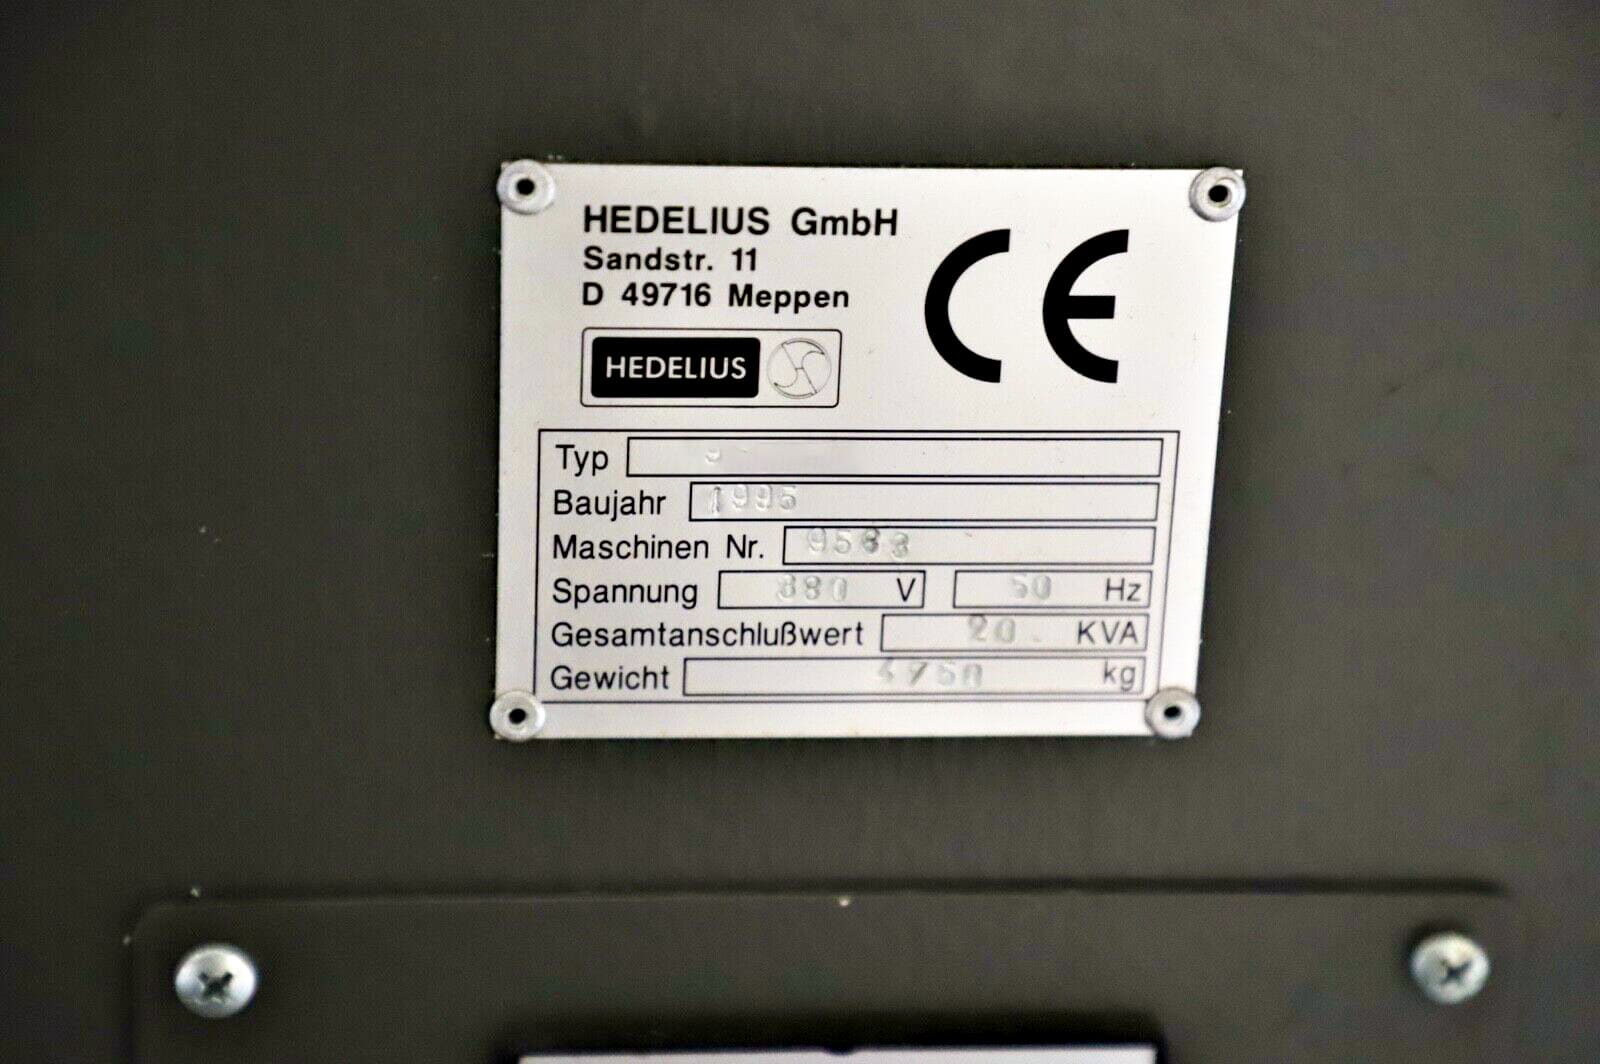 HEDELIUS GmbH
Sandstr. 11
D 49716 Meppen
CE
HEDELIUS
Typ
Baujahr 1995
Maschinen Nr.
Spannung 380 V 50 Hz
Gesamtanschlußwert 20. KVA
Gewicht 4750 kg